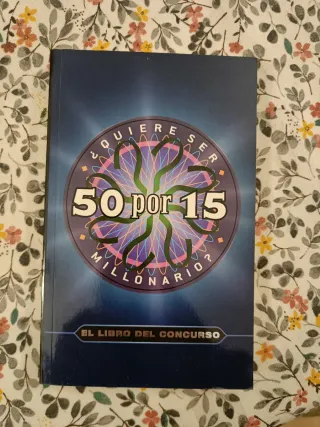 ¿QUIERE SER
50 por 15
MILLONARIO?
EL LIBRO DEL CONCURSO